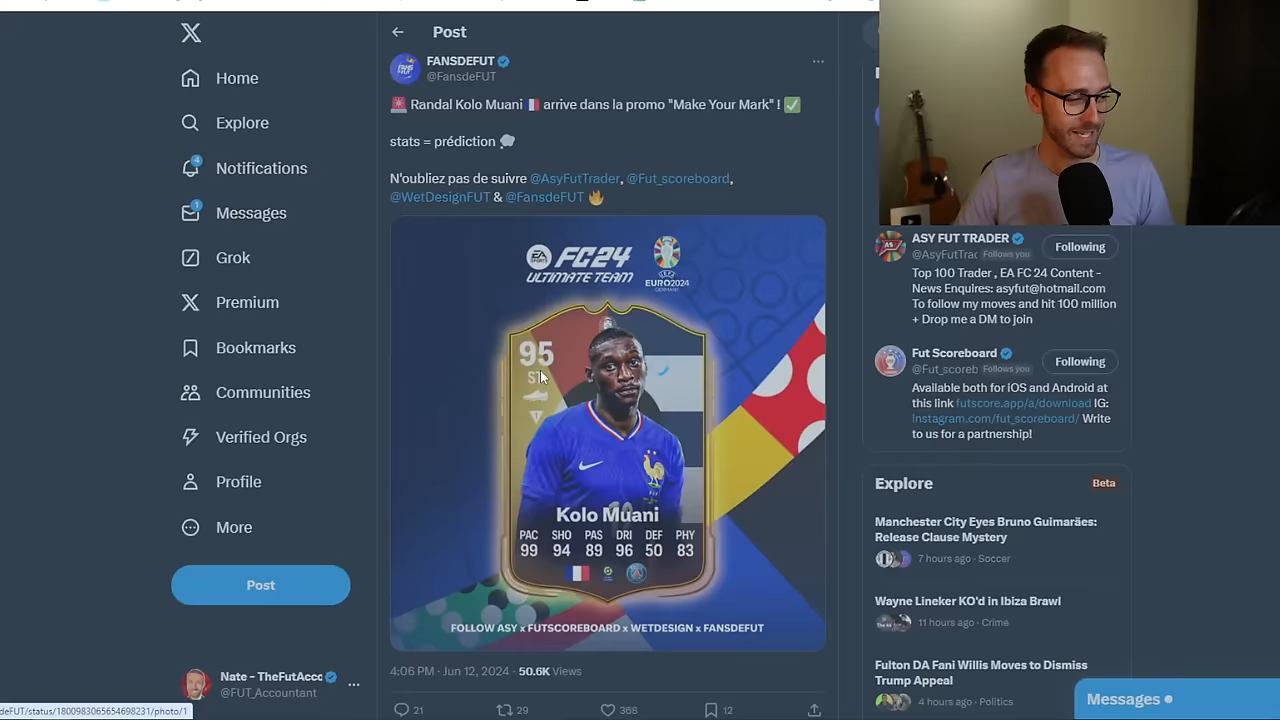 Home
Explore
4
Notifications
1
Messages
Grok
Premium
Bookmarks
Communities
Verified Orgs
Profile
More
Post
Nate - TheFutAcc
@FUT_Accountant
deFUT/status/1800983065654698231/photo/1
Post
FANSDEFUT
@FansdeFUT
🚨 Randal Kolo Muani 🇫🇷 arrive dans la promo "Make Your Mark" ! ✅
stats = prédiction 💭
N'oubliez pas de suivre @AsyFutTrader, @Fut_scoreboard,
@WetDesignFUT & @FansdeFUT 🔥
EA SPORTS FC24
ULTIMATE TEAM
UEFA EURO2024 GERMANY
95
ST
Kolo Muani
PAC SHO PAS DRI DEF PHY
99 94 89 96 50 83
FOLLOW ASY x FUTSCOREBOARD x WETDESIGN x FANSDEFUT
4:06 PM · Jun 12, 2024 · 50.6K Views
21 29 368 12
ASY FUT TRADER
@AsyFutTrac Follows you
Following
Top 100 Trader , EA FC 24 Content -
News Enquires: asyfut@hotmail.com
To follow my moves and hit 100 million
+ Drop me a DM to join
Fut Scoreboard
@Fut_scoreb Follows you
Following
Available both for iOS and Android at
this link futscore.app/a/download IG:
Instagram.com/fut_scoreboard/ Write
to us for a partnership!
Explore
Beta
Manchester City Eyes Bruno Guimarães:
Release Clause Mystery
7 hours ago · Soccer
Wayne Lineker KO'd in Ibiza Brawl
11 hours ago · Crime
Fulton DA Fani Willis Moves to Dismiss
Trump Appeal
4 hours ago · Politics
Messages